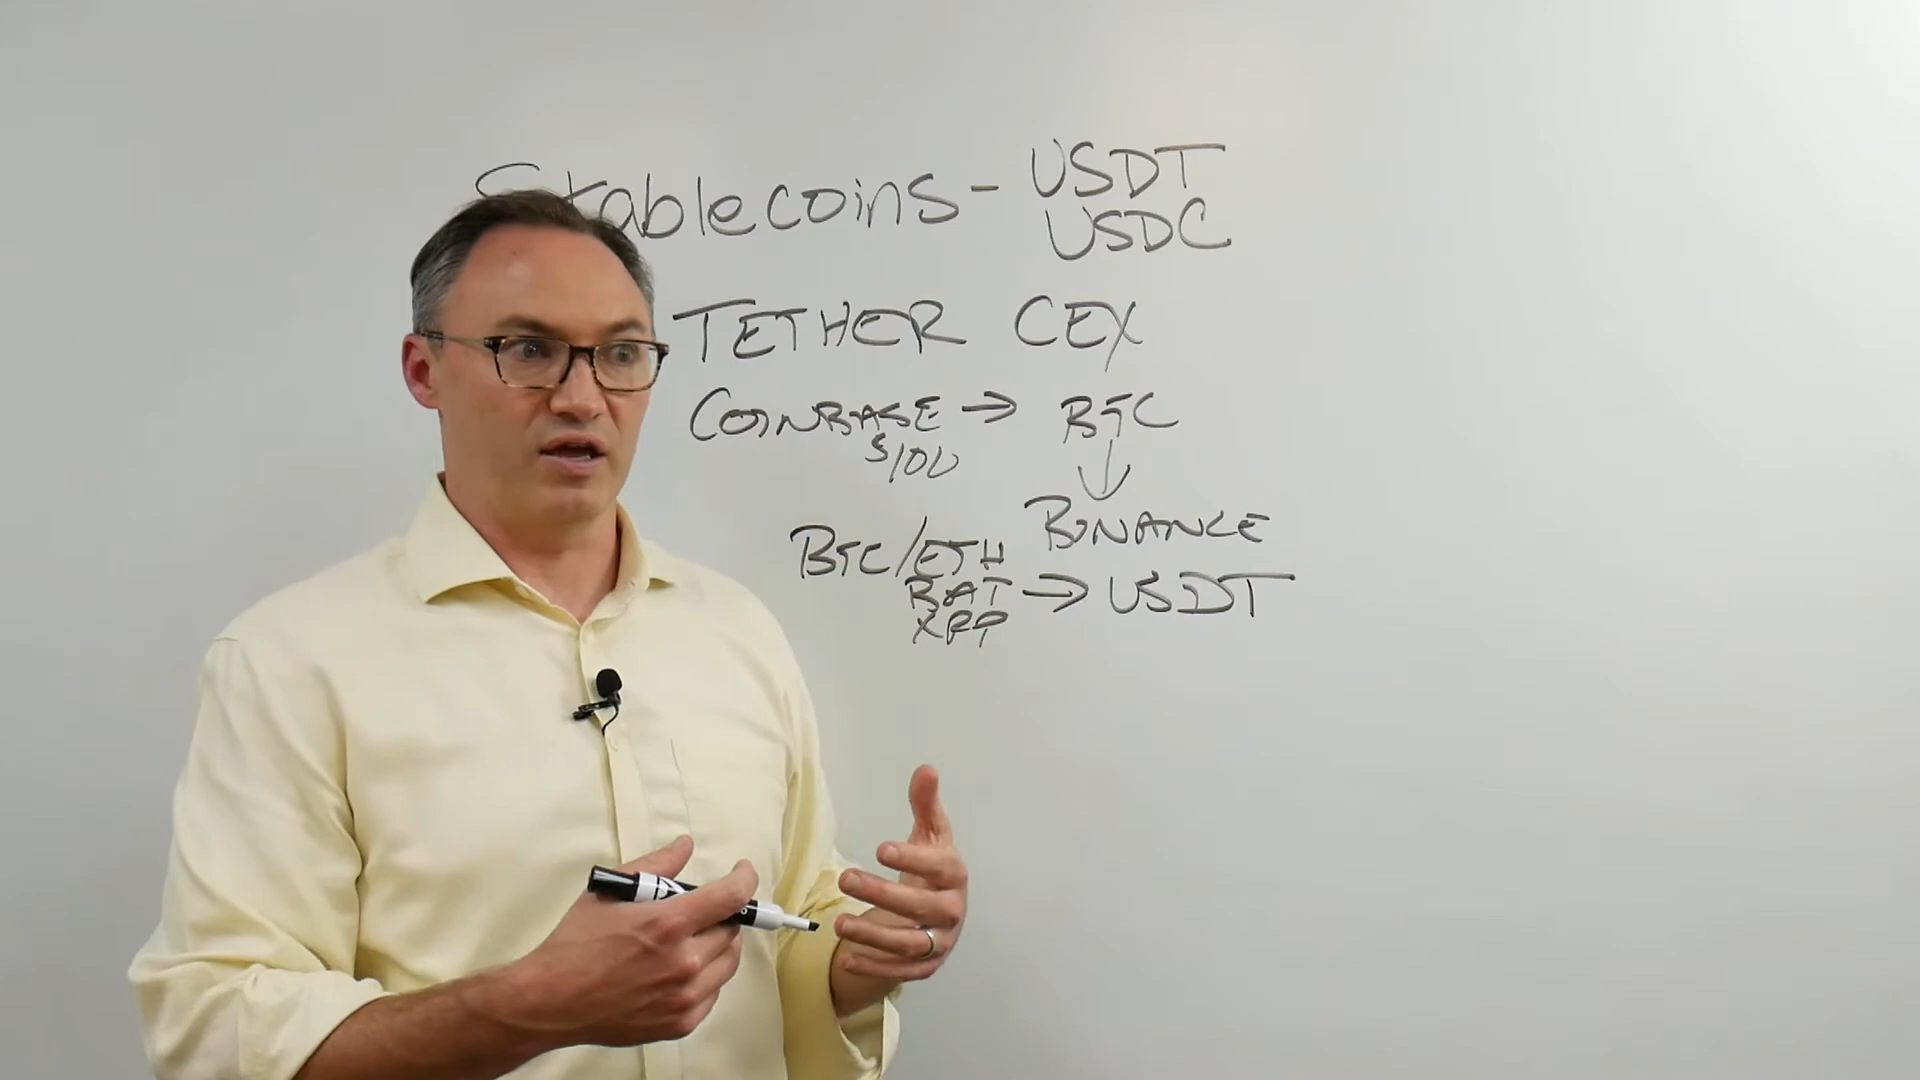 Stablecoins - USDT
USDC
TETHER CEX
COINBASE → BTC
$100
↓
BINANCE
BTC/ETH
BAT → USDT
XRP